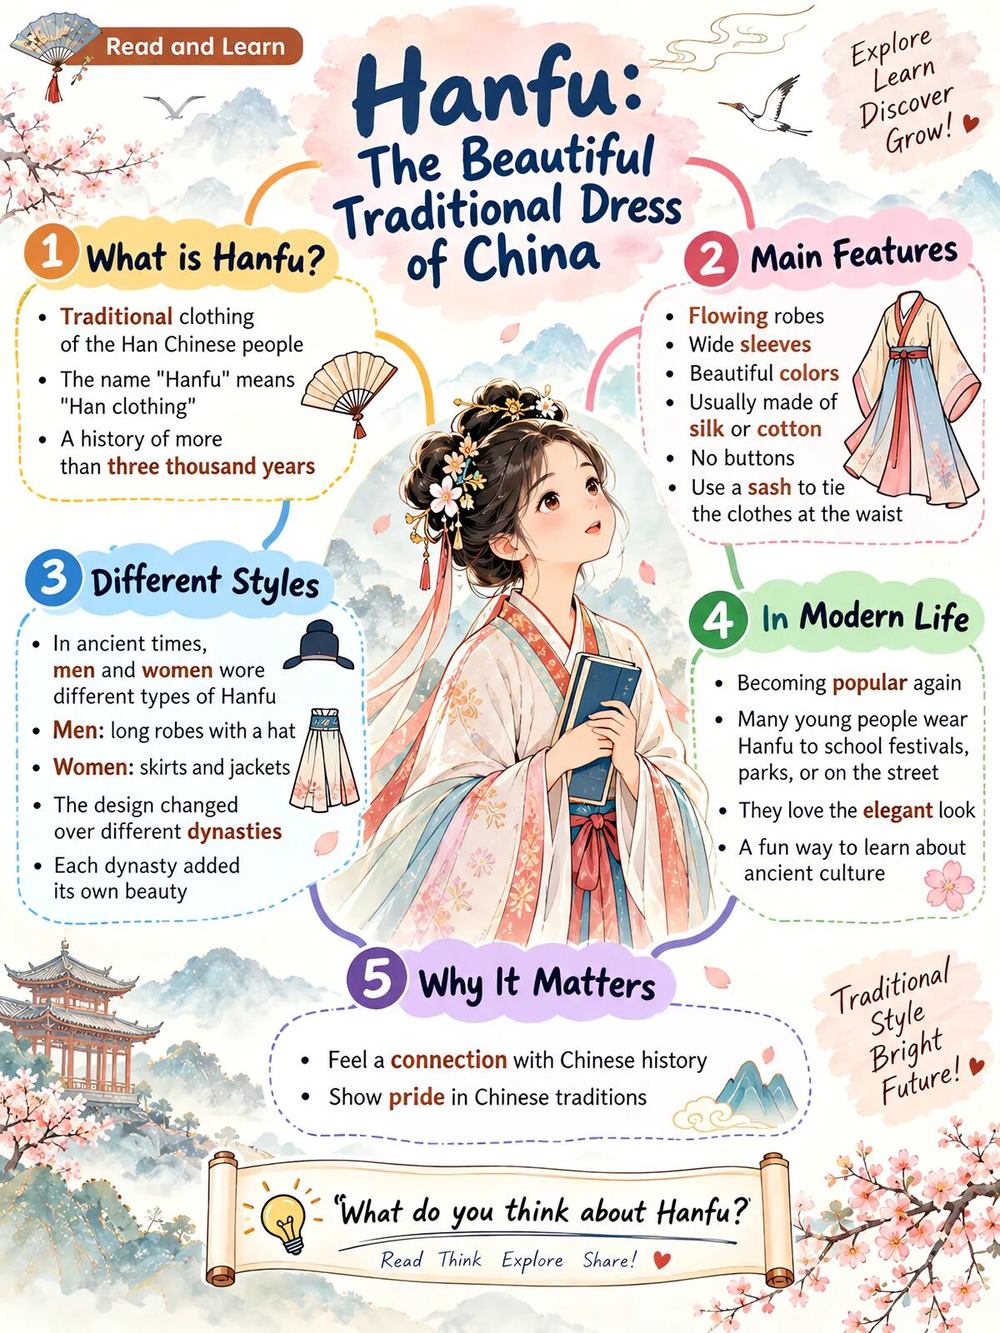 Read and Learn
Hanfu:
The Beautiful
Traditional Dress
of China
Explore
Learn
Discover
Grow!
1 What is Hanfu?
• Traditional clothing
of the Han Chinese people
• The name "Hanfu" means
"Han clothing"
• A history of more
than three thousand years
2 Main Features
• Flowing robes
• Wide sleeves
• Beautiful colors
• Usually made of
silk or cotton
• No buttons
• Use a sash to tie
the clothes at the waist
3 Different Styles
• In ancient times,
men and women wore
different types of Hanfu
• Men: long robes with a hat
• Women: skirts and jackets
• The design changed
over different dynasties
• Each dynasty added
its own beauty
4 In Modern Life
• Becoming popular again
• Many young people wear
Hanfu to school festivals,
parks, or on the street
• They love the elegant look
• A fun way to learn about
ancient culture
5 Why It Matters
• Feel a connection with Chinese history
• Show pride in Chinese traditions
Traditional
Style
Bright
Future!
"What do you think about Hanfu?"
Read Think Explore Share!